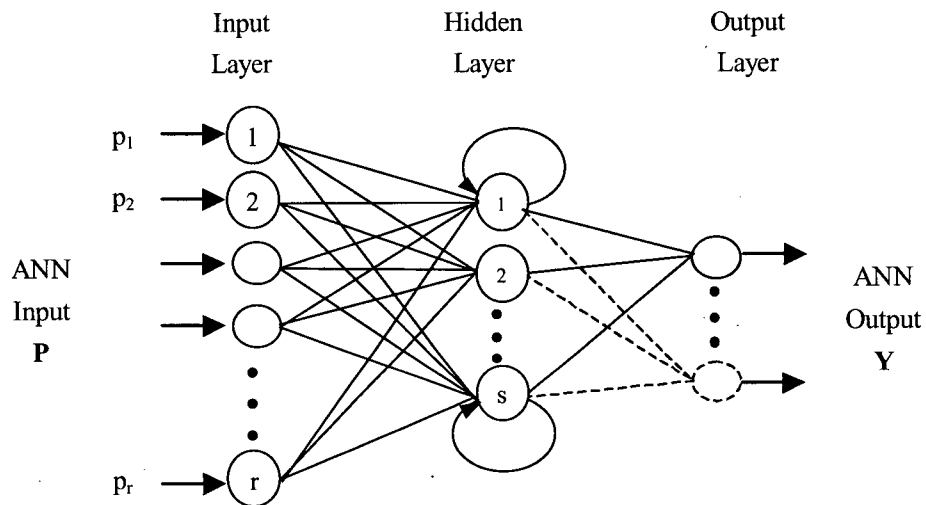 Input Layer
Hidden Layer
Output Layer
p₁
1
p₂
2
ANN
Input
P
pᵣ
r
1
2
s
ANN
Output
Y